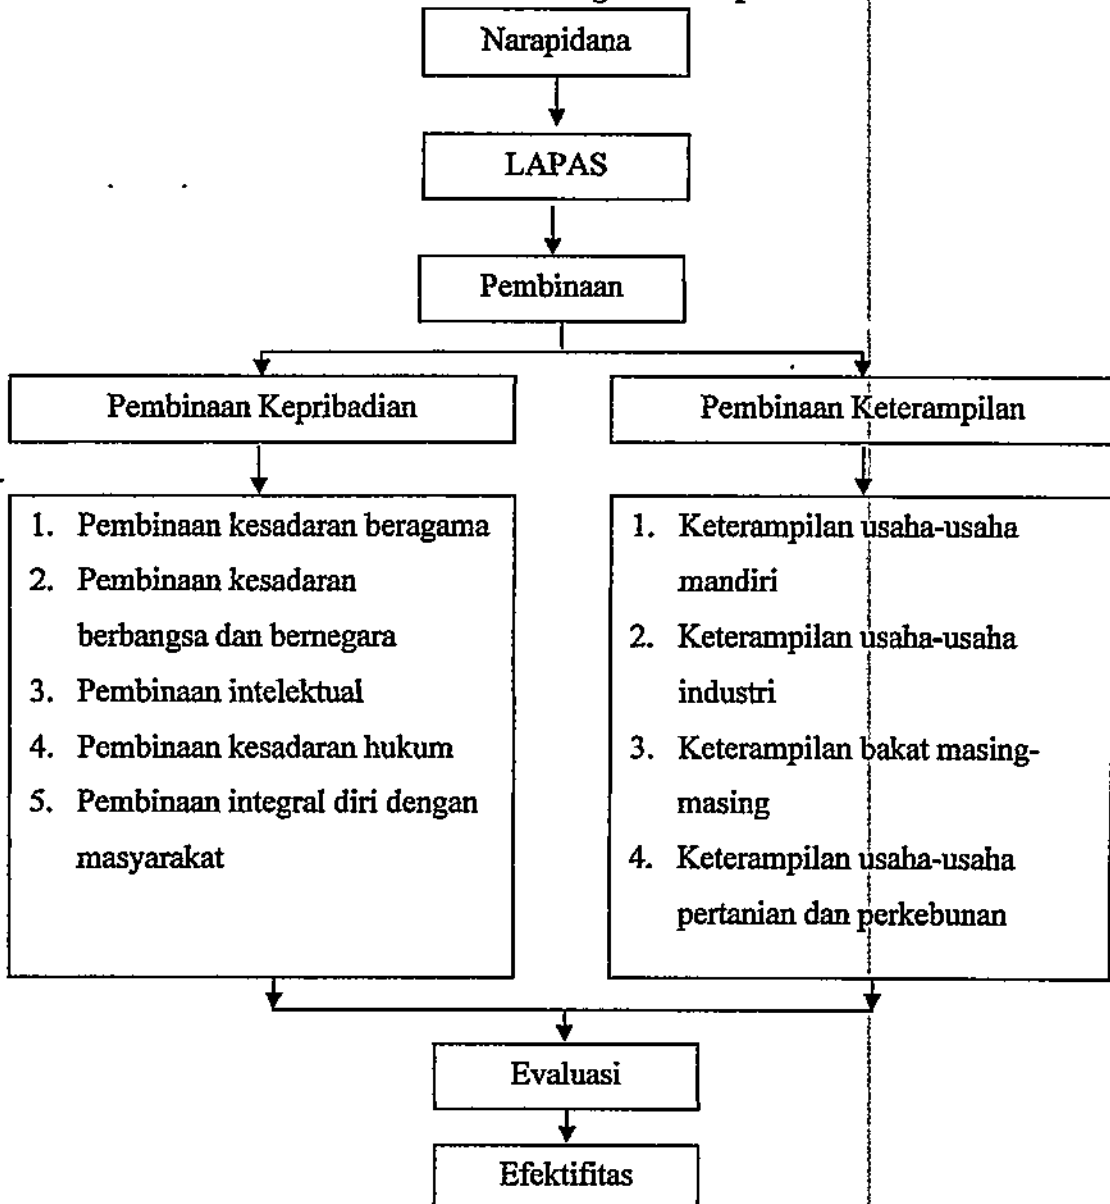 Narapidana
LAPAS
Pembinaan
Pembinaan Kepribadian
Pembinaan Keterampilan
1. Pembinaan kesadaran beragama
2. Pembinaan kesadaran
berbangsa dan bernegara
3. Pembinaan intelektual
4. Pembinaan kesadaran hukum
5. Pembinaan integral diri dengan
masyarakat
1. Keterampilan usaha-usaha
mandiri
2. Keterampilan usaha-usaha
industri
3. Keterampilan bakat masing-
masing
4. Keterampilan usaha-usaha
pertanian dan perkebunan
Evaluasi
Efektifitas